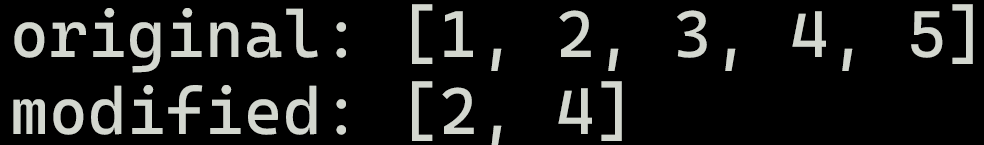 original: [1, 2, 3, 4, 5]
modified: [2, 4]